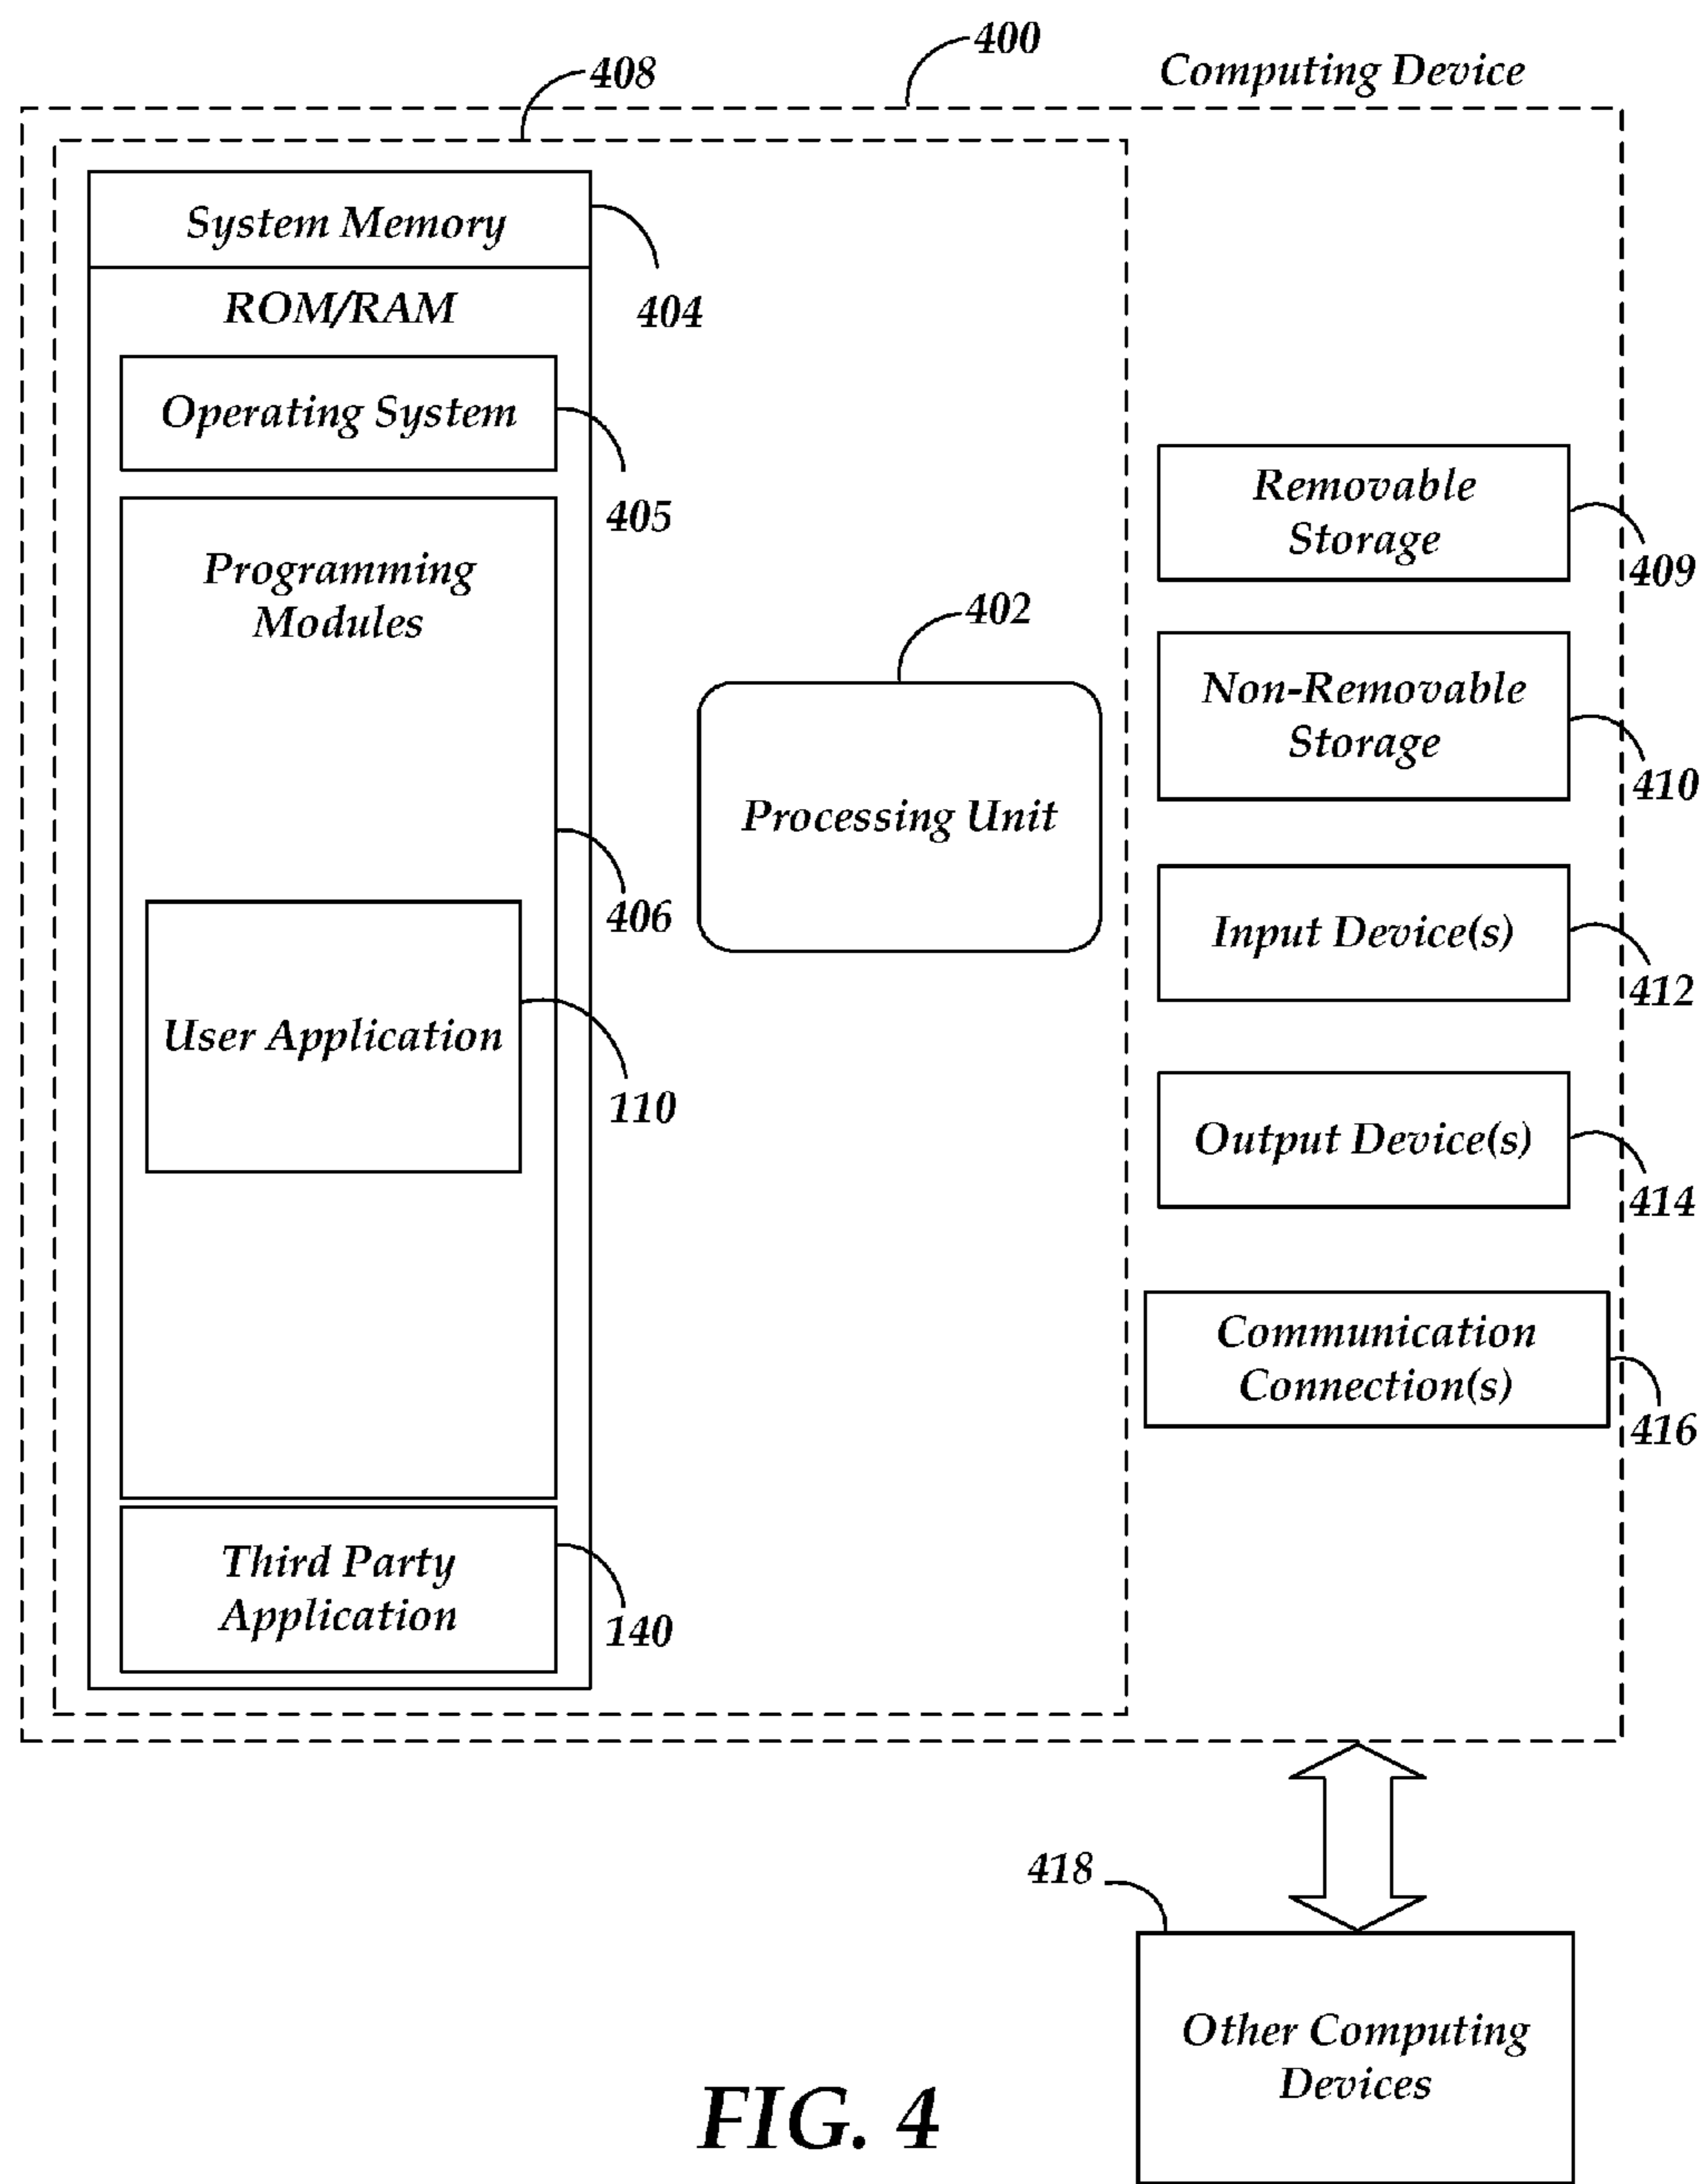 400
Computing Device
408
System Memory
404
ROM/RAM
Operating System
405
Programming
Modules
406
User Application
110
Third Party
Application
140
402
Processing Unit
Removable
Storage
409
Non-Removable
Storage
410
Input Device(s)
412
Output Device(s)
414
Communication
Connection(s)
416
418
Other Computing
Devices
FIG. 4